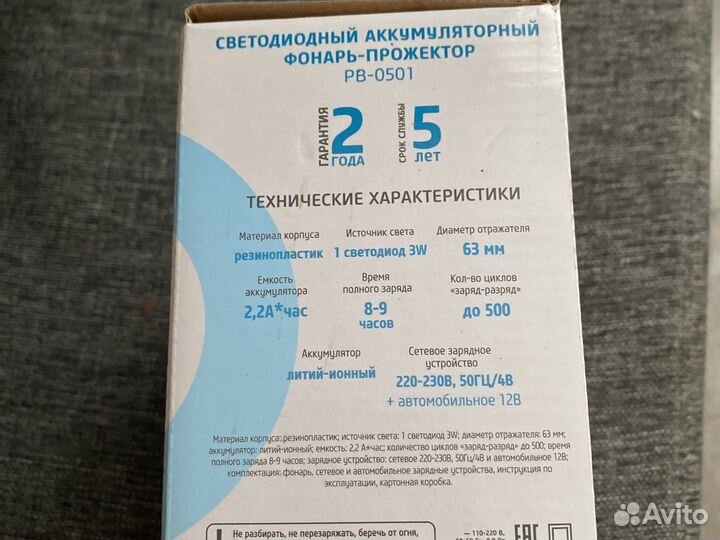 СВЕТОДИОДНЫЙ АККУМУЛЯТОРНЫЙ
ФОНАРЬ-ПРОЖЕКТОР
PB-0501
ГАРАНТИЯ
2
ГОДА
СРОК СЛУЖБЫ
5
ЛЕТ
ТЕХНИЧЕСКИЕ ХАРАКТЕРИСТИКИ
Материал корпуса
резинопластик
Источник света
1 светодиод 3W
Диаметр отражателя
63 мм
Емкость
аккумулятора
2,2А*час
Время
полного заряда
8-9
часов
Кол-во циклов
«заряд-разряд»
до 500
Аккумулятор
литий-ионный
Сетевое зарядное
устройство
220-230В, 50ГЦ/4В
+ автомобильное 12В
Материал корпуса: резинопластик; источник света: 1 светодиод 3W; диаметр отражателя: 63 мм;
аккумулятор: литий-ионный; емкость: 2,2 А*час; количество циклов «заряд-разряд» до 500; время
полного заряда 8-9 часов; зарядное устройство: сетевое 220-230В, 50Гц/4В и автомобильное 12В;
комплектация: фонарь, сетевое и автомобильное зарядные устройства, инструкция по
эксплуатации, картонная коробка.
! Не разбирать, не перезаряжать, беречь от огня,
~ 110-220 В,
EAC
Avito